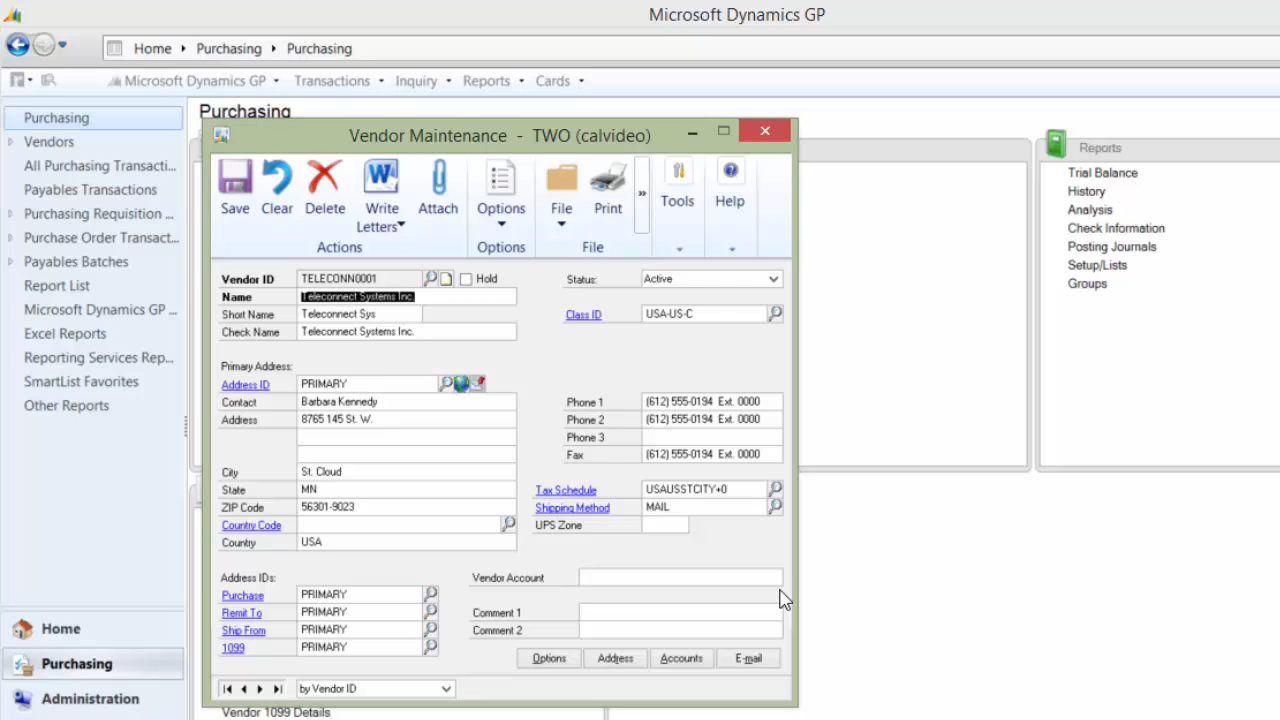 Microsoft Dynamics GP
Home Purchasing Purchasing
Microsoft Dynamics GP Transactions Inquiry Reports Cards
Purchasing
Vendors
All Purchasing Transacti...
Payables Transactions
Purchasing Requisition ...
Purchase Order Transact...
Payables Batches
Report List
Microsoft Dynamics GP ...
Excel Reports
Reporting Services Rep...
SmartList Favorites
Other Reports
Home
Purchasing
Administration
Purchasing
Vendor Maintenance - TWO (calvideo)
Save Clear Delete Write Letters Attach Options File Print » Tools Help
Actions Options File
Vendor ID TELECONN0001 Hold Status: Active
Name Teleconnect Systems Inc.
Short Name Teleconnect Sys Class ID USA-US-C
Check Name Teleconnect Systems Inc.
Primary Address:
Address ID PRIMARY
Contact Barbara Kennedy Phone 1 (612) 555-0194 Ext. 0000
Address 8765 145 St. W. Phone 2 (612) 555-0194 Ext. 0000
Phone 3
Fax (612) 555-0194 Ext. 0000
City St. Cloud
State MN Tax Schedule USAUSSTCITY+0
ZIP Code 56301-9023 Shipping Method MAIL
Country Code UPS Zone
Country USA
Address IDs: Vendor Account
Purchase PRIMARY
Remit To PRIMARY Comment 1
Ship From PRIMARY Comment 2
1099 PRIMARY
Options Address Accounts E-mail
by Vendor ID
Vendor 1099 Details
Reports
Trial Balance
History
Analysis
Check Information
Posting Journals
Setup/Lists
Groups